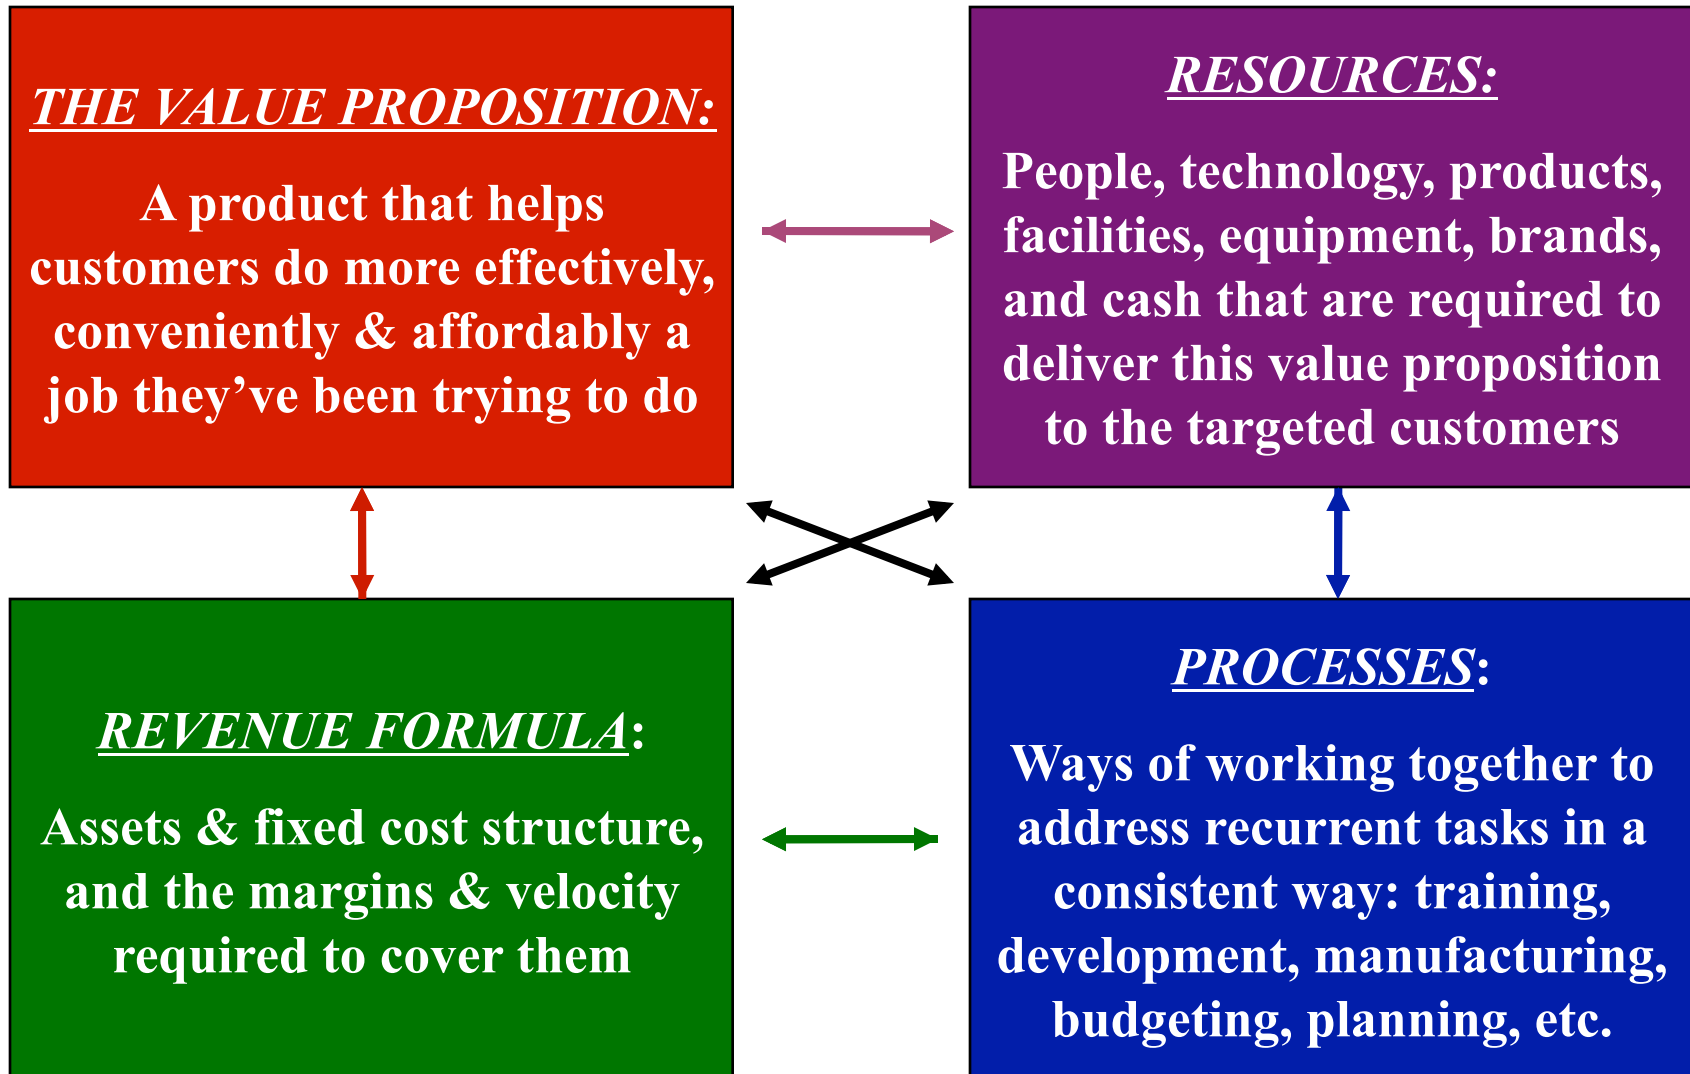 THE VALUE PROPOSITION:
A product that helps
customers do more effectively,
conveniently & affordably a
job they’ve been trying to do
RESOURCES:
People, technology, products,
facilities, equipment, brands,
and cash that are required to
deliver this value proposition
to the targeted customers
REVENUE FORMULA:
Assets & fixed cost structure,
and the margins & velocity
required to cover them
PROCESSES:
Ways of working together to
address recurrent tasks in a
consistent way: training,
development, manufacturing,
budgeting, planning, etc.